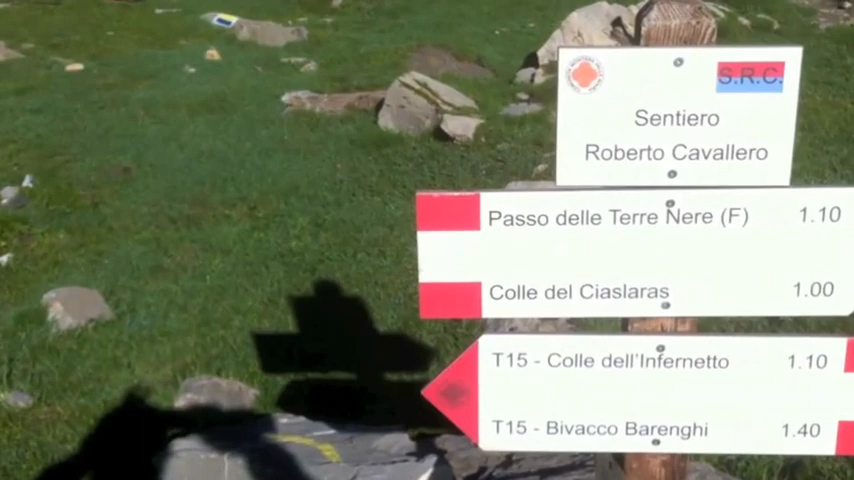 S.R.C.
Sentiero
Roberto Cavallero
Passo delle Terre Nere (F) 1.10
Colle del Ciaslaras 1.00
T15 - Colle dell'Infernetto 1.10
T15 - Bivacco Barenghi 1.40